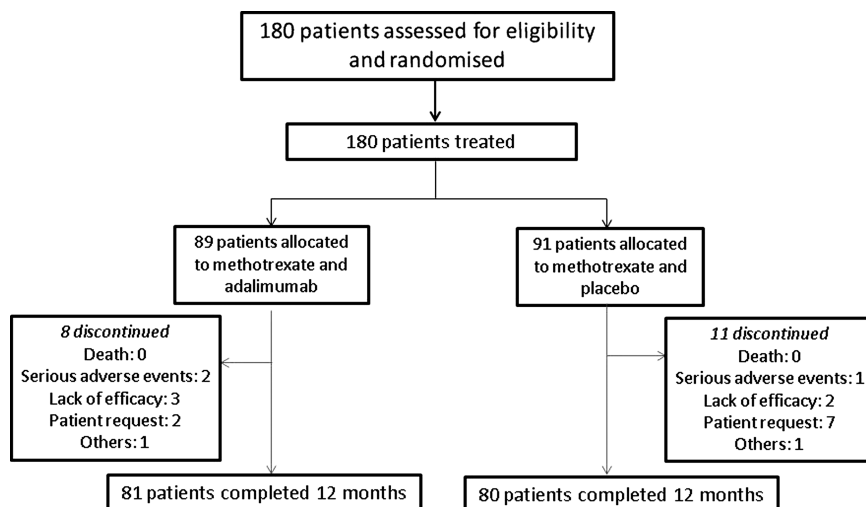 180 patients assessed for eligibility
and randomised
180 patients treated
89 patients allocated
to methotrexate and
adalimumab
91 patients allocated
to methotrexate and
placebo
8 discontinued
Death: 0
Serious adverse events: 2
Lack of efficacy: 3
Patient request: 2
Others: 1
11 discontinued
Death: 0
Serious adverse events: 1
Lack of efficacy: 2
Patient request: 7
Others: 1
81 patients completed 12 months
80 patients completed 12 months